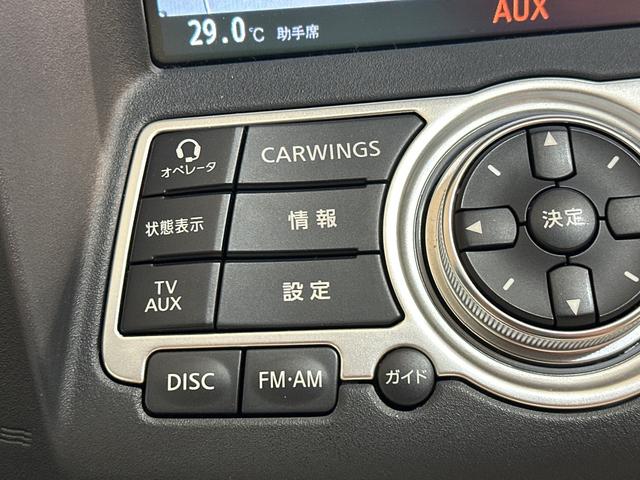 29.0℃ 助手席
AUX
オペレータ
CARWINGS
状態表示
情報
TV
AUX
設定
決定
DISC
FM・AM
ガイド